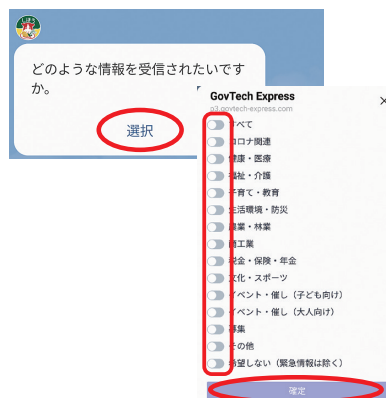 どのような情報を受信されたいです
か。
選択
GovTech Express
p3.govtech-express.com
すべて
コロナ関連
健康・医療
福祉・介護
子育て・教育
生活環境・防災
農業・林業
商工業
税金・保険・年金
文化・スポーツ
イベント・催し（子ども向け）
イベント・催し（大人向け）
募集
その他
希望しない（緊急情報は除く）
確定